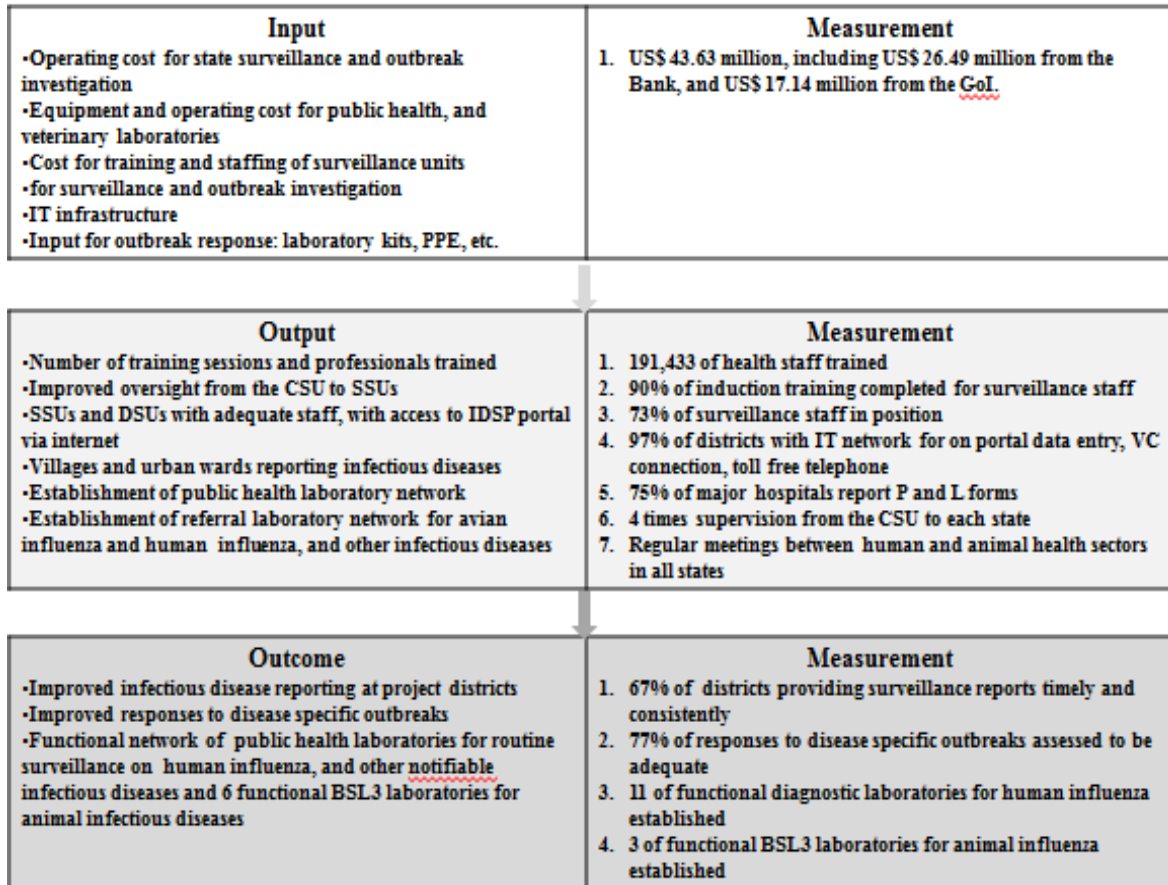 Input
•Operating cost for state surveillance and outbreak
investigation
•Equipment and operating cost for public health, and
veterinary laboratories
•Cost for training and staffing of surveillance units
•for surveillance and outbreak investigation
•IT infrastructure
•Input for outbreak response: laboratory kits, PPE, etc.
Measurement
1. US$ 43.63 million, including US$ 26.49 million from the
Bank, and US$ 17.14 million from the GoI.
Output
•Number of training sessions and professionals trained
•Improved oversight from the CSU to SSUs
•SSUs and DSUs with adequate staff, with access to IDSP portal
via internet
•Villages and urban wards reporting infectious diseases
•Establishment of public health laboratory network
•Establishment of referral laboratory network for avian
influenza and human influenza, and other infectious diseases
Measurement
1. 191,433 of health staff trained
2. 90% of induction training completed for surveillance staff
3. 73% of surveillance staff in position
4. 97% of districts with IT network for on portal data entry, VC
connection, toll free telephone
5. 75% of major hospitals report P and L forms
6. 4 times supervision from the CSU to each state
7. Regular meetings between human and animal health sectors
in all states
Outcome
•Improved infectious disease reporting at project districts
•Improved responses to disease specific outbreaks
•Functional network of public health laboratories for routine
surveillance on human influenza, and other notifiable
infectious diseases and 6 functional BSL3 laboratories for
animal infectious diseases
Measurement
1. 67% of districts providing surveillance reports timely and
consistently
2. 77% of responses to disease specific outbreaks assessed to be
adequate
3. 11 of functional diagnostic laboratories for human influenza
established
4. 3 of functional BSL3 laboratories for animal influenza
established